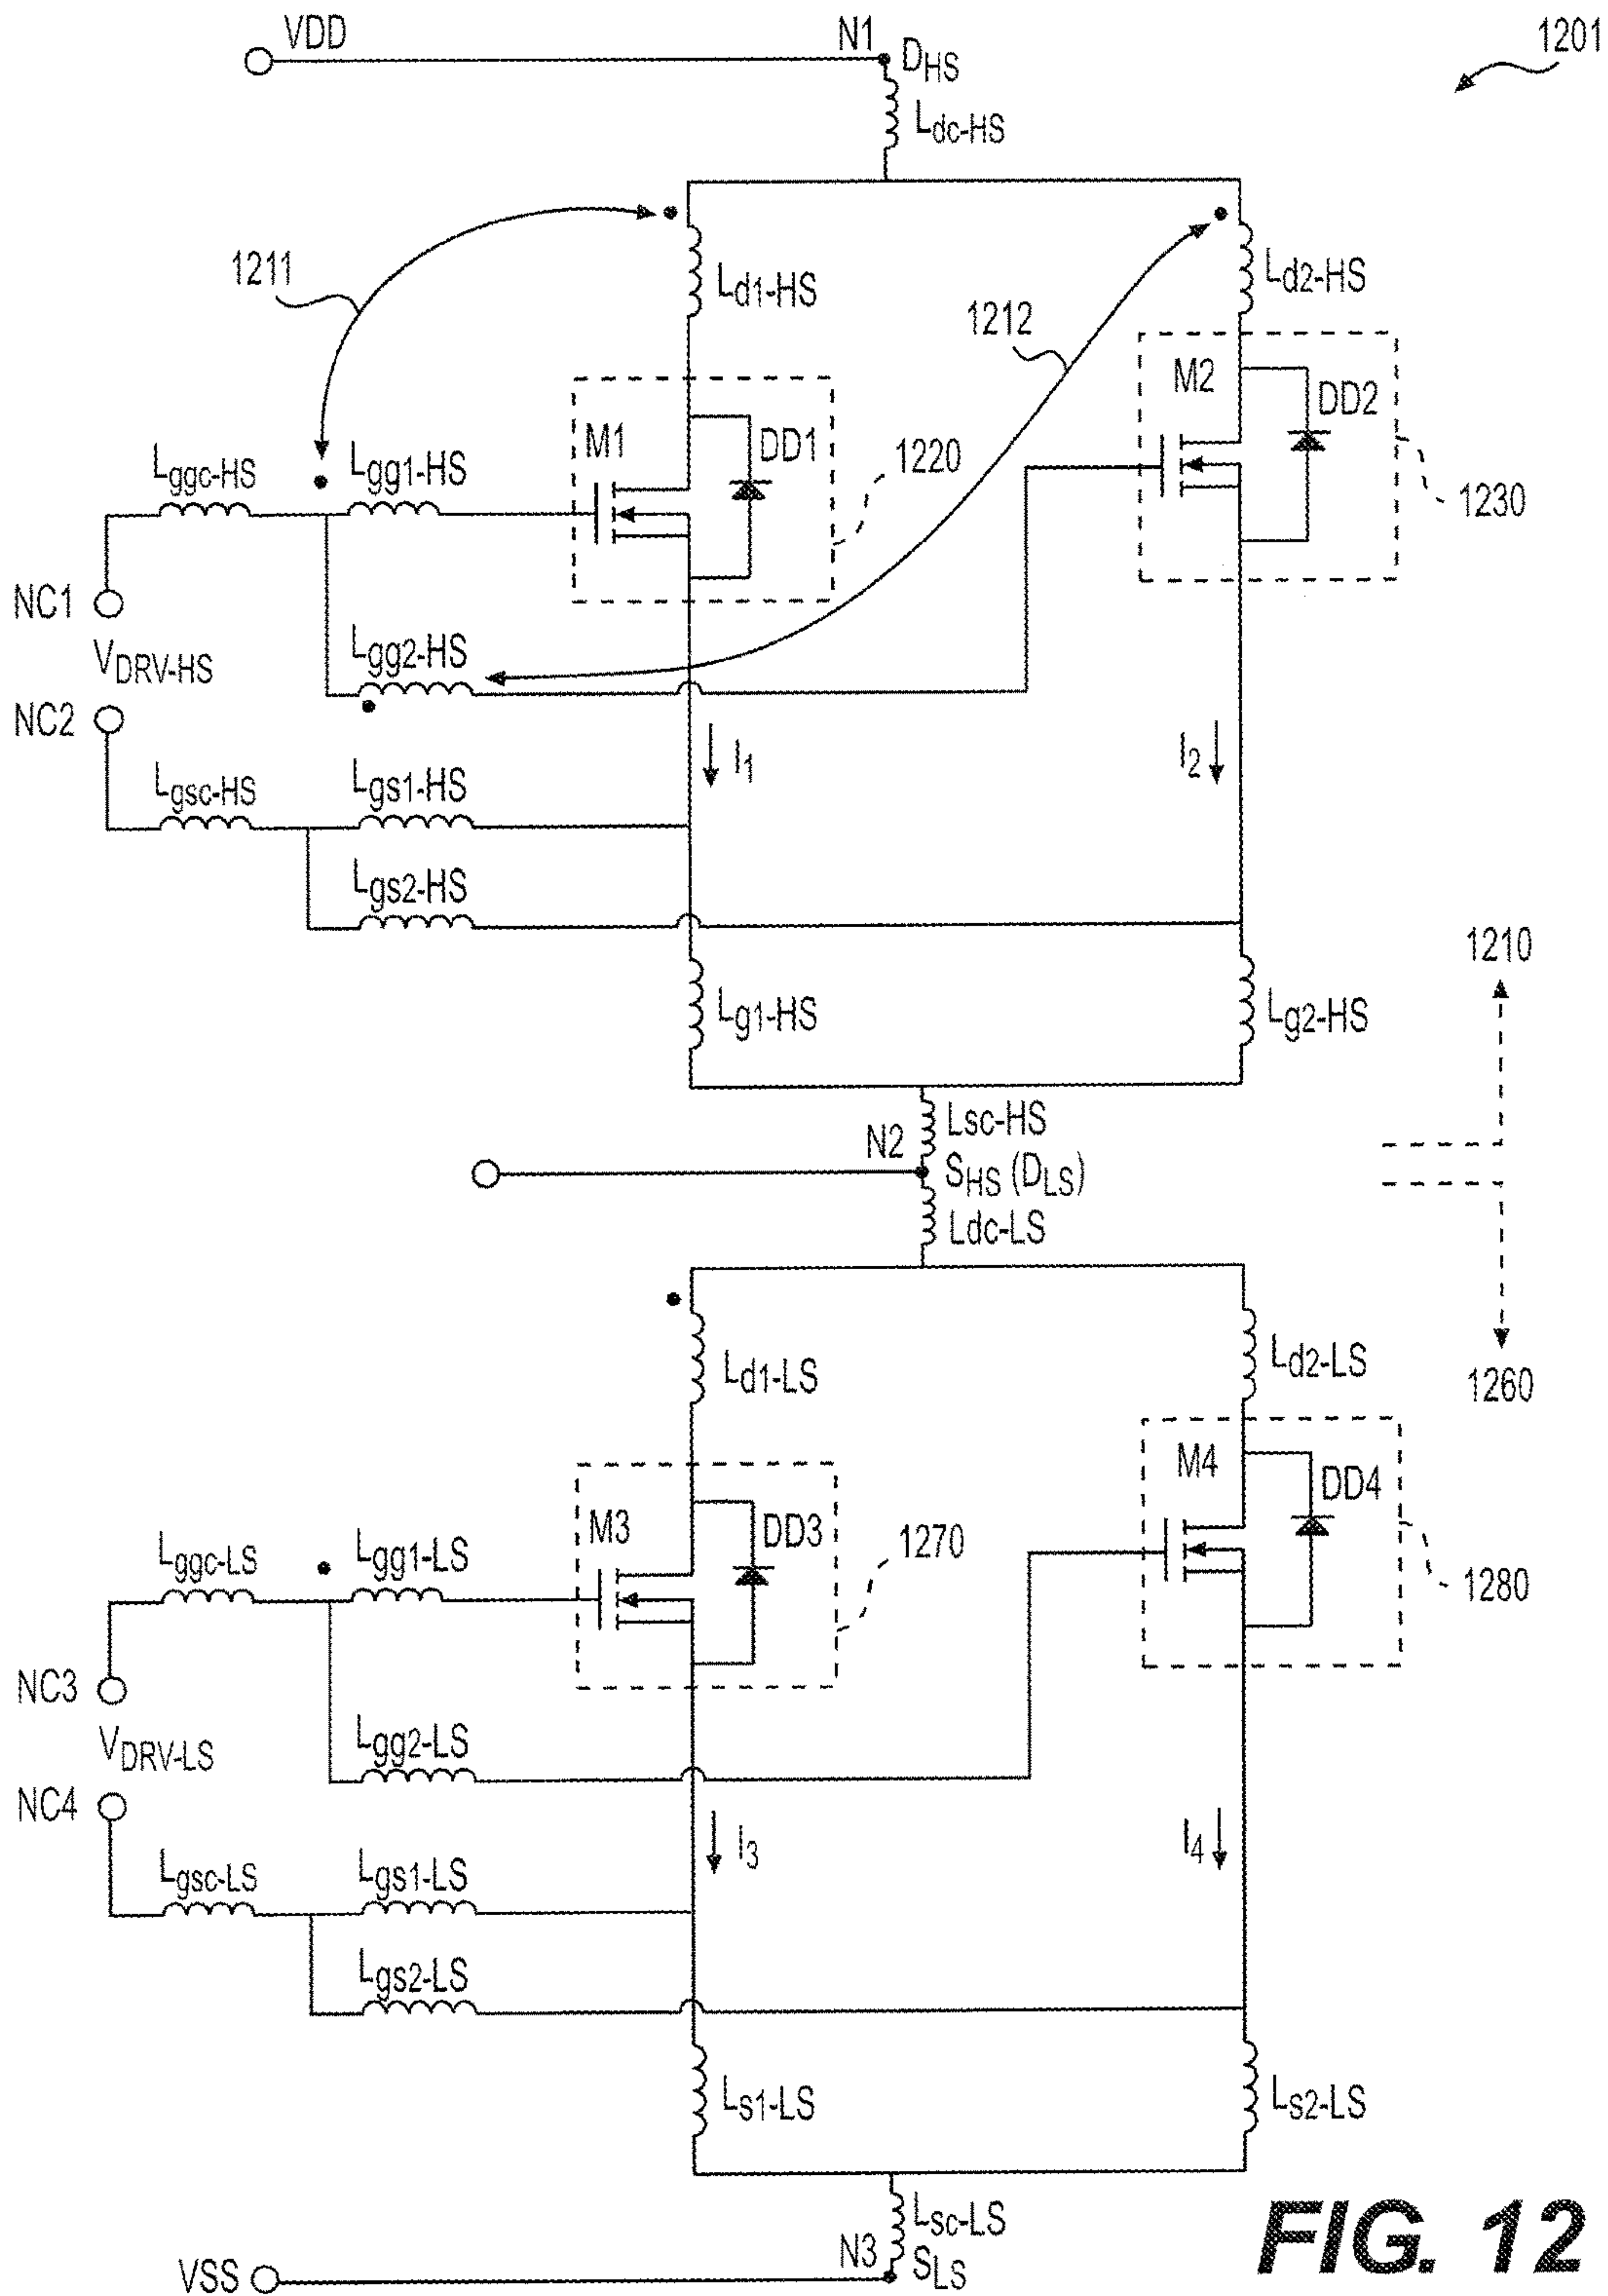 VDD
N1
DHS
1201
Ldc-HS
1211
Ld1-HS
1212
Ld2-HS
M1
DD1
1220
M2
DD2
1230
Lggc-HS
Lgg1-HS
NC1
VDRV-HS
NC2
Lgg2-HS
I1
I2
Lgsc-HS
Lgs1-HS
Lgs2-HS
1210
Lg1-HS
Lg2-HS
Lsc-HS
N2
SHS (DLS)
Ldc-LS
1260
Ld1-LS
Ld2-LS
M3
DD3
1270
M4
DD4
1280
Lggc-LS
Lgg1-LS
NC3
VDRV-LS
NC4
Lgg2-LS
I3
I4
Lgsc-LS
Lgs1-LS
Lgs2-LS
Ls1-LS
Ls2-LS
Lsc-LS
N3
SLS
VSS
FIG. 12